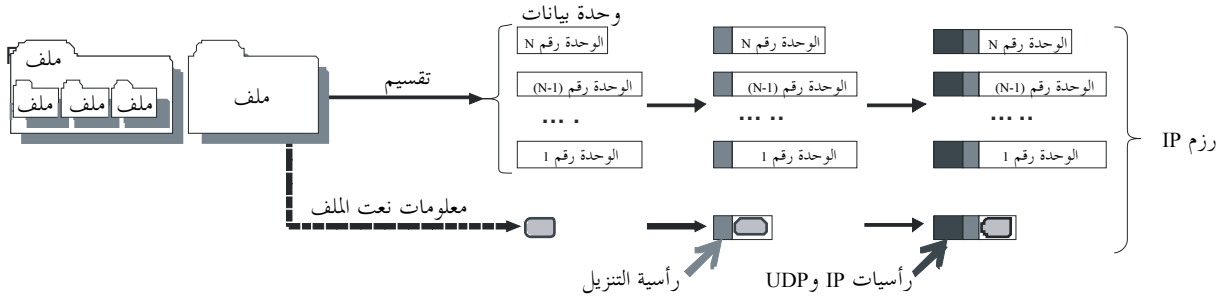 وحدة بيانات
ملف
ملف ملف ملف
ملف
تقسيم
الوحدة رقم N
الوحدة رقم (N-1)
.... .
الوحدة رقم 1
الوحدة رقم N
الوحدة رقم (N-1)
... ..
الوحدة رقم 1
الوحدة رقم N
الوحدة رقم (N-1)
... ..
الوحدة رقم 1
رزم IP
معلومات نعت الملف
رأسية التنزيل
رأسيات IP وUDP